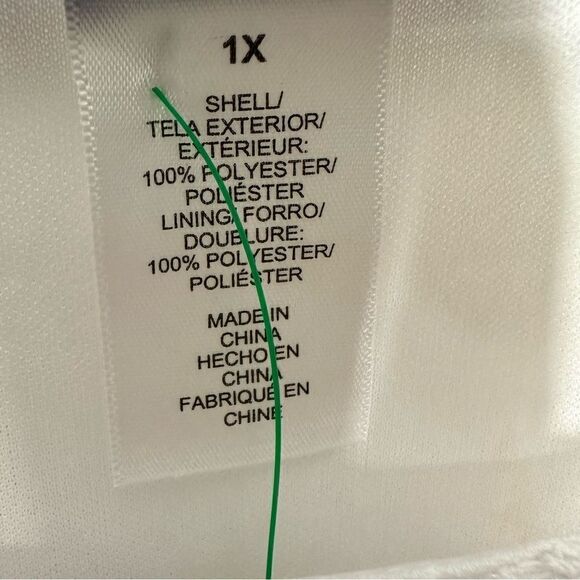 1X
SHELL/
TELA EXTERIOR/
EXTÉRIEUR:
100% POLYESTER/
POLIÉSTER
LINING/ FORRO/
DOUBLURE:
100% POLYESTER/
POLIÉSTER
MADE IN
CHINA
HECHO EN
CHINA
FABRIQUÉ EN
CHINE